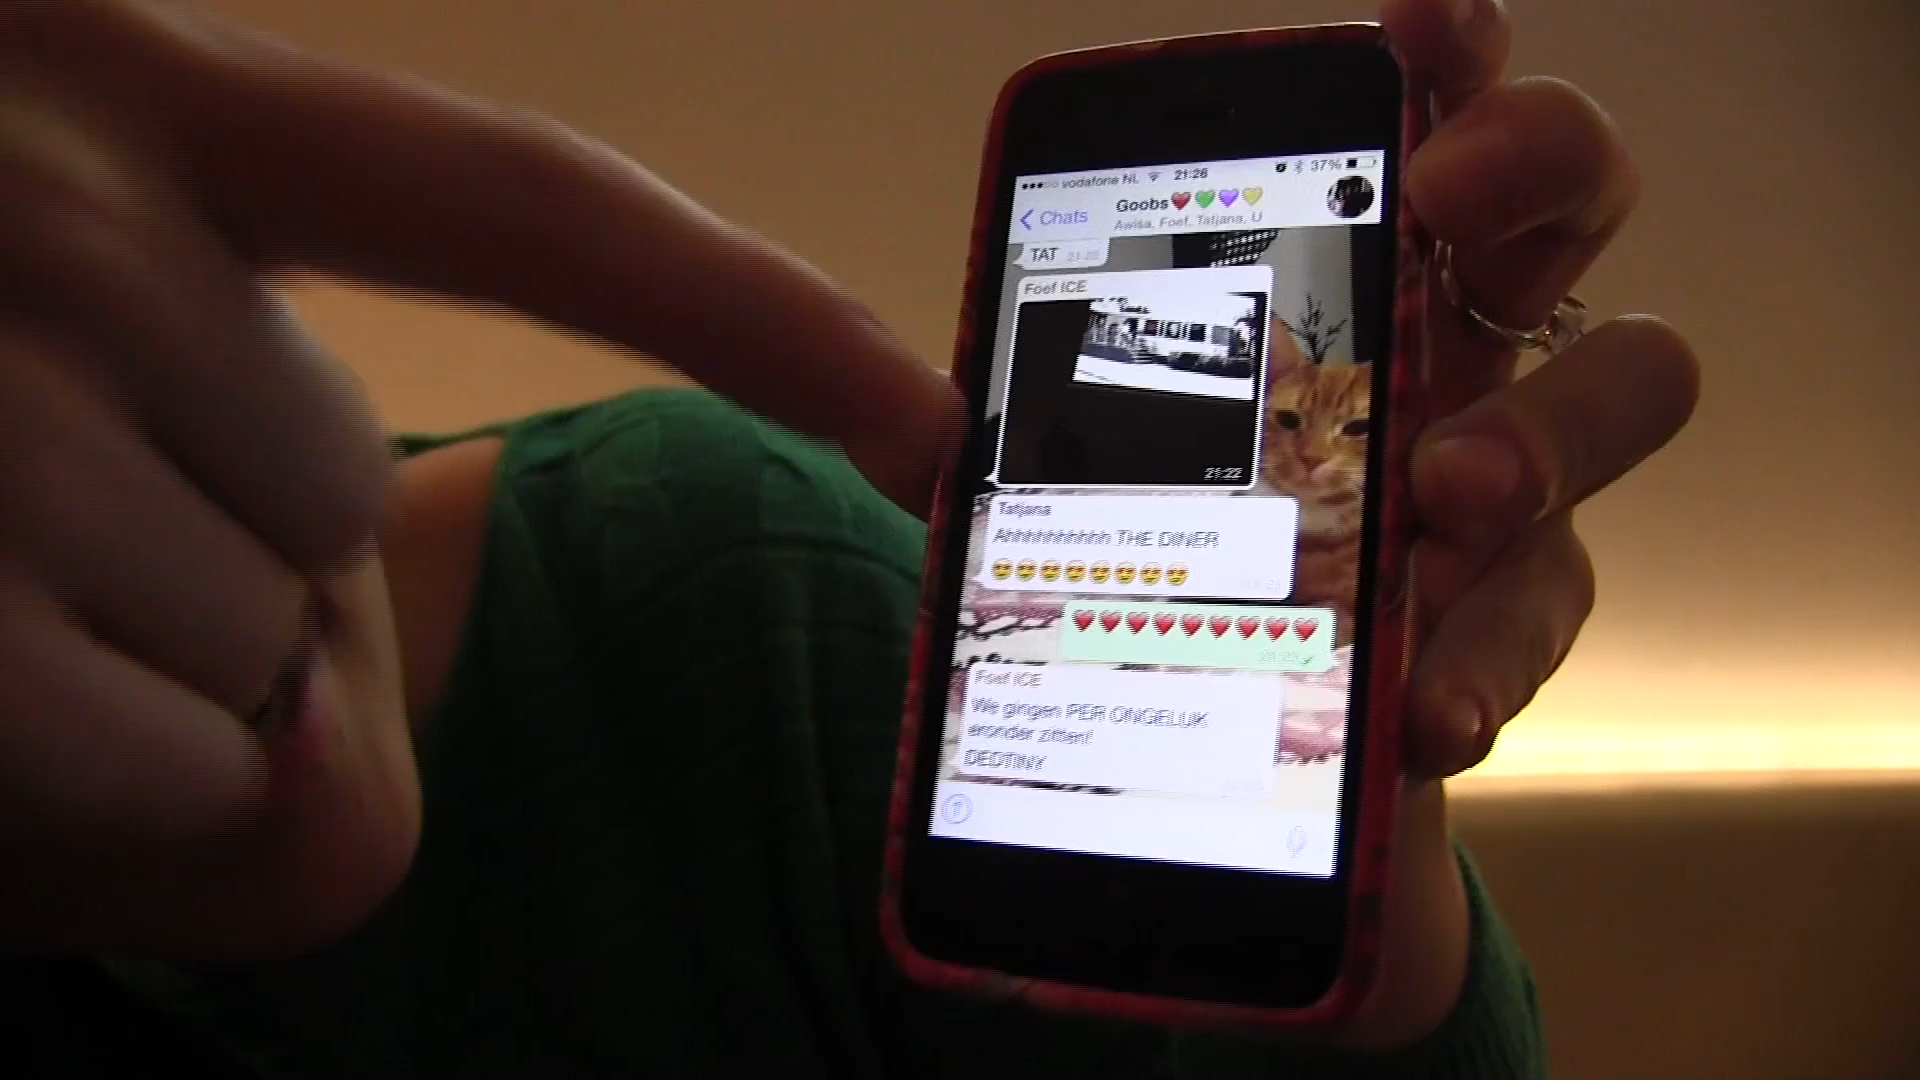 vodafone NL 21:28 37%
Chats
Goobs❤️💚💜💛
Awisa, Foef, Tatjana, U
TAT
Foef ICE
21:22
Tatjana
Ahhhhhhhhhh THE DINER
😎😎😎😎😎😎😎😎
❤️❤️❤️❤️❤️❤️❤️❤️❤️
Foef ICE
We gingen PER ONGELUK
eronder zitten!
DEDTINY